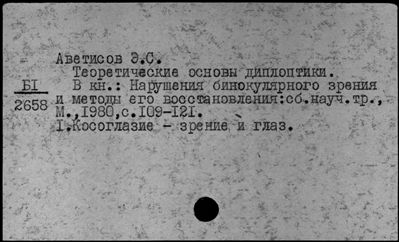 Аветисов Э.С.
Теоретические основы диплоптики.
Б1
2658
В кн.: Нарушения бинокулярного зрения
и методы его восстановления:сб.науч.тр.,
М.,1980,с.109-121.
I.Косоглазие - зрение и глаз.